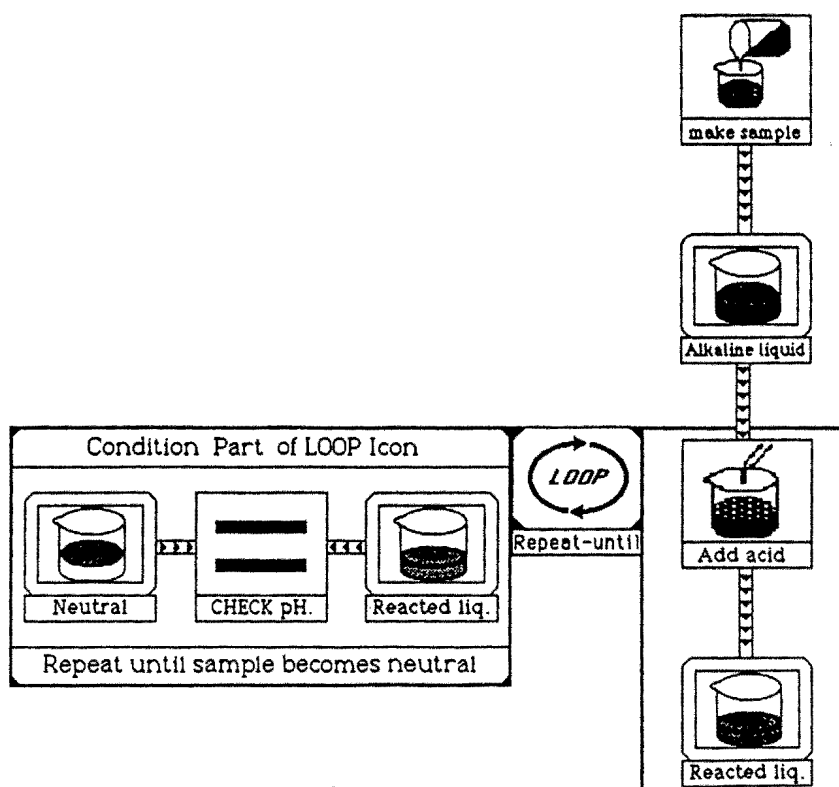 make sample
Alkaline liquid
Condition Part of LOOP Icon
LOOP
Repeat-until
Add acid
Neutral
CHECK pH.
Reacted liq.
Repeat until sample becomes neutral
Reacted liq.